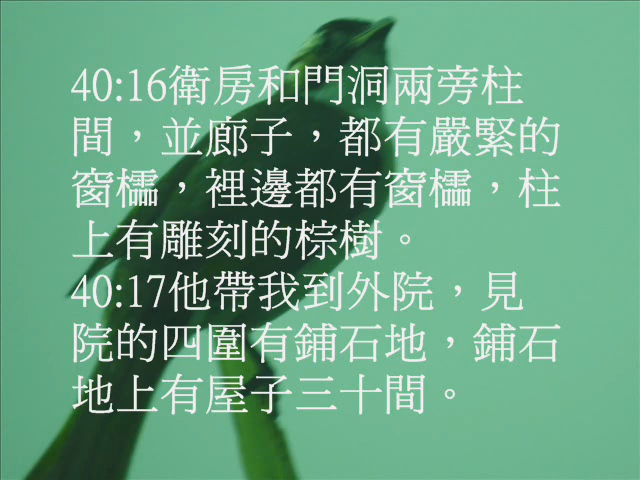 40:16衛房和門洞兩旁柱
間，並廊子，都有嚴緊的
窗櫺，裡邊都有窗櫺，柱
上有雕刻的棕樹。
40:17他帶我到外院，見
院的四圍有鋪石地，鋪石
地上有屋子三十間。